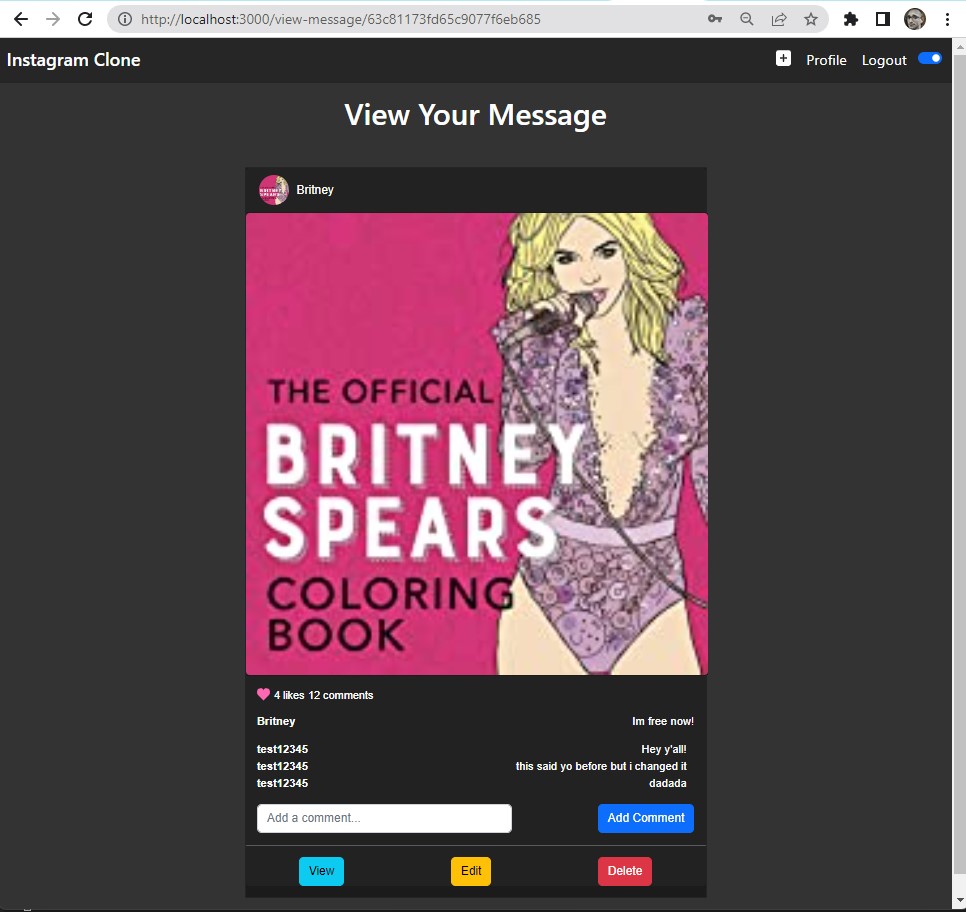 http://localhost:3000/view-message/63c81173fd65c9077f6eb685
Instagram Clone
Profile
Logout
View Your Message
Britney
THE OFFICIAL
BRITNEY
SPEARS
COLORING
BOOK
4 likes 12 comments
Britney Im free now!
test12345 Hey y'all!
test12345 this said yo before but i changed it
test12345 dadada
Add a comment...
Add Comment
View
Edit
Delete